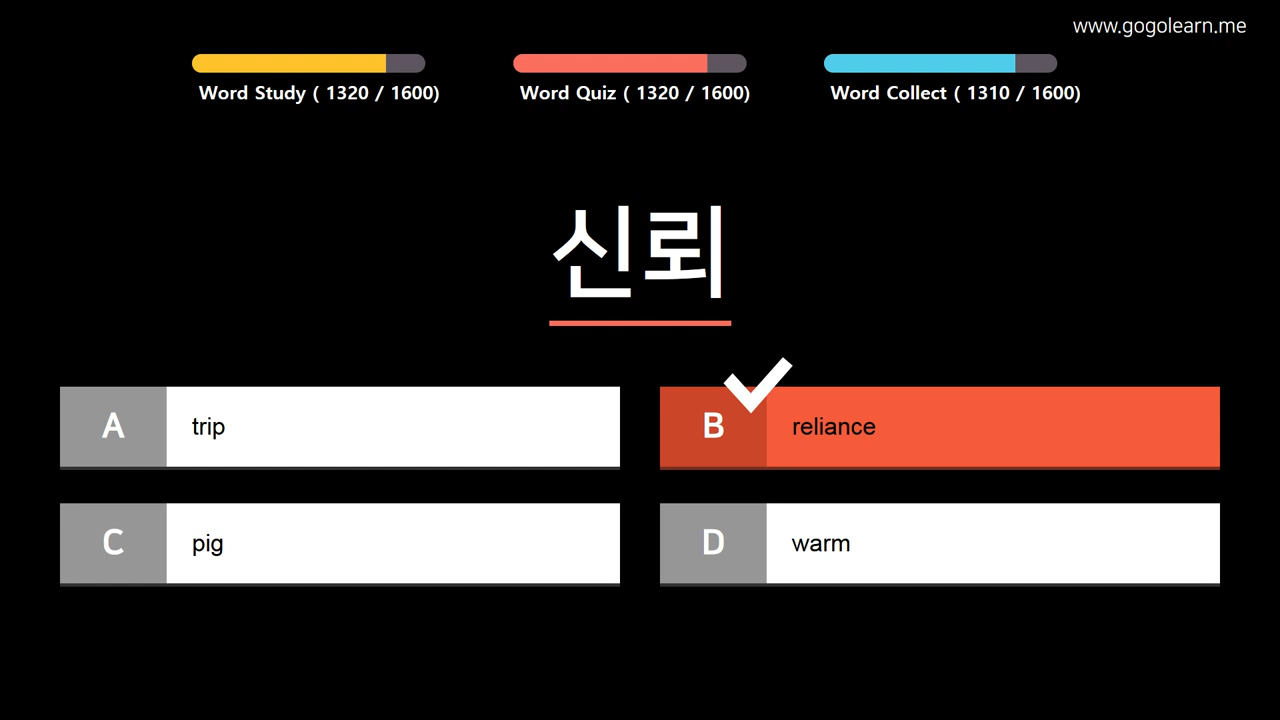 www.gogolearn.me
Word Study ( 1320 / 1600)
Word Quiz ( 1320 / 1600)
Word Collect ( 1310 / 1600)
신뢰
A trip
B reliance
C pig
D warm